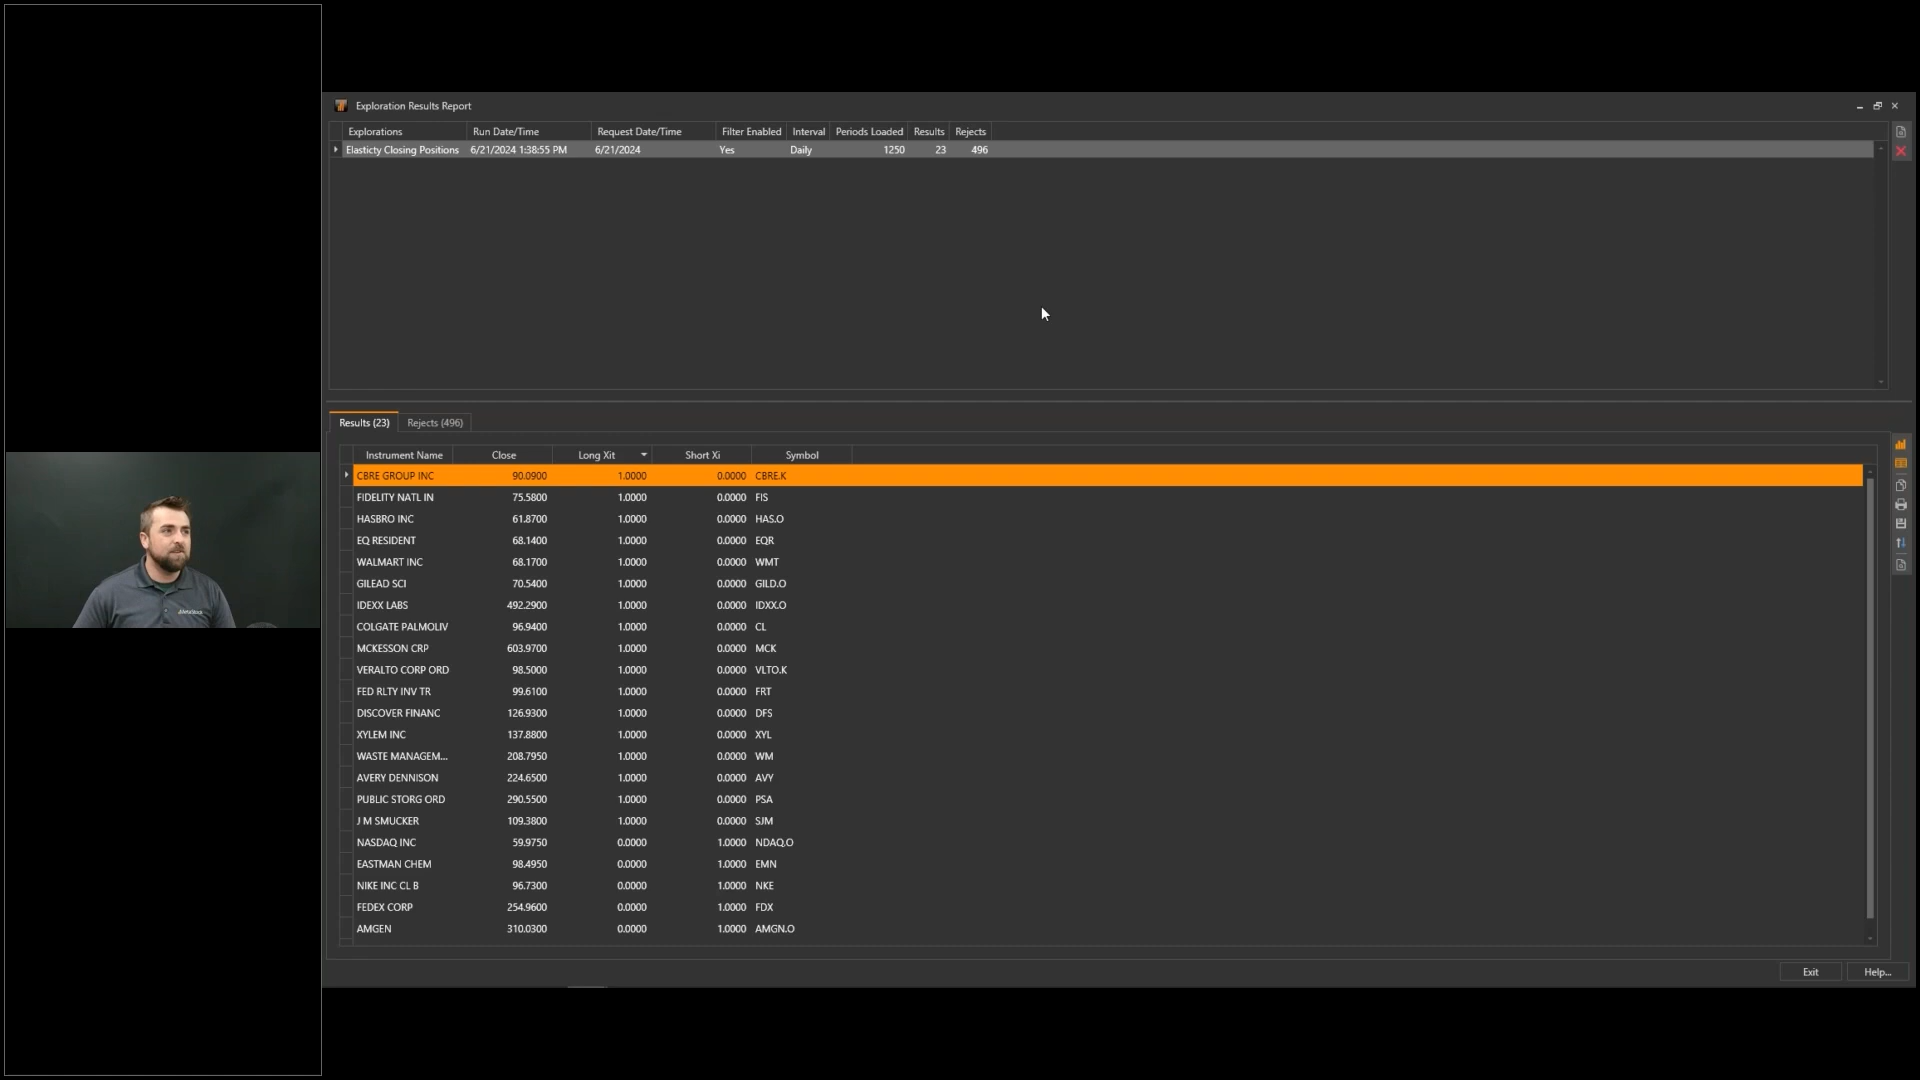 Exploration Results Report
Explorations Run Date/Time Request Date/Time Filter Enabled Interval Periods Loaded Results Rejects
Elasticty Closing Positions 6/21/2024 1:38:55 PM 6/21/2024 Yes Daily 1250 23 496
Results (23) Rejects (496)
Instrument Name Close Long Xit Short Xi Symbol
CBRE GROUP INC 90.0900 1.0000 0.0000 CBRE.K
FIDELITY NATL IN 75.5800 1.0000 0.0000 FIS
HASBRO INC 61.8700 1.0000 0.0000 HAS.O
EQ RESIDENT 68.1400 1.0000 0.0000 EQR
WALMART INC 68.1700 1.0000 0.0000 WMT
GILEAD SCI 70.5400 1.0000 0.0000 GILD.O
IDEXX LABS 492.2900 1.0000 0.0000 IDXX.O
COLGATE PALMOLIV 96.9400 1.0000 0.0000 CL
MCKESSON CRP 603.9700 1.0000 0.0000 MCK
VERALTO CORP ORD 98.5000 1.0000 0.0000 VLTO.K
FED RLTY INV TR 99.6100 1.0000 0.0000 FRT
DISCOVER FINANC 126.9300 1.0000 0.0000 DFS
XYLEM INC 137.8800 1.0000 0.0000 XYL
WASTE MANAGEM... 208.7950 1.0000 0.0000 WM
AVERY DENNISON 224.6500 1.0000 0.0000 AVY
PUBLIC STORG ORD 290.5500 1.0000 0.0000 PSA
J M SMUCKER 109.3800 1.0000 0.0000 SJM
NASDAQ INC 59.9750 0.0000 1.0000 NDAQ.O
EASTMAN CHEM 98.4950 0.0000 1.0000 EMN
NIKE INC CL B 96.7300 0.0000 1.0000 NKE
FEDEX CORP 254.9600 0.0000 1.0000 FDX
AMGEN 310.0300 0.0000 1.0000 AMGN.O
Exit Help...